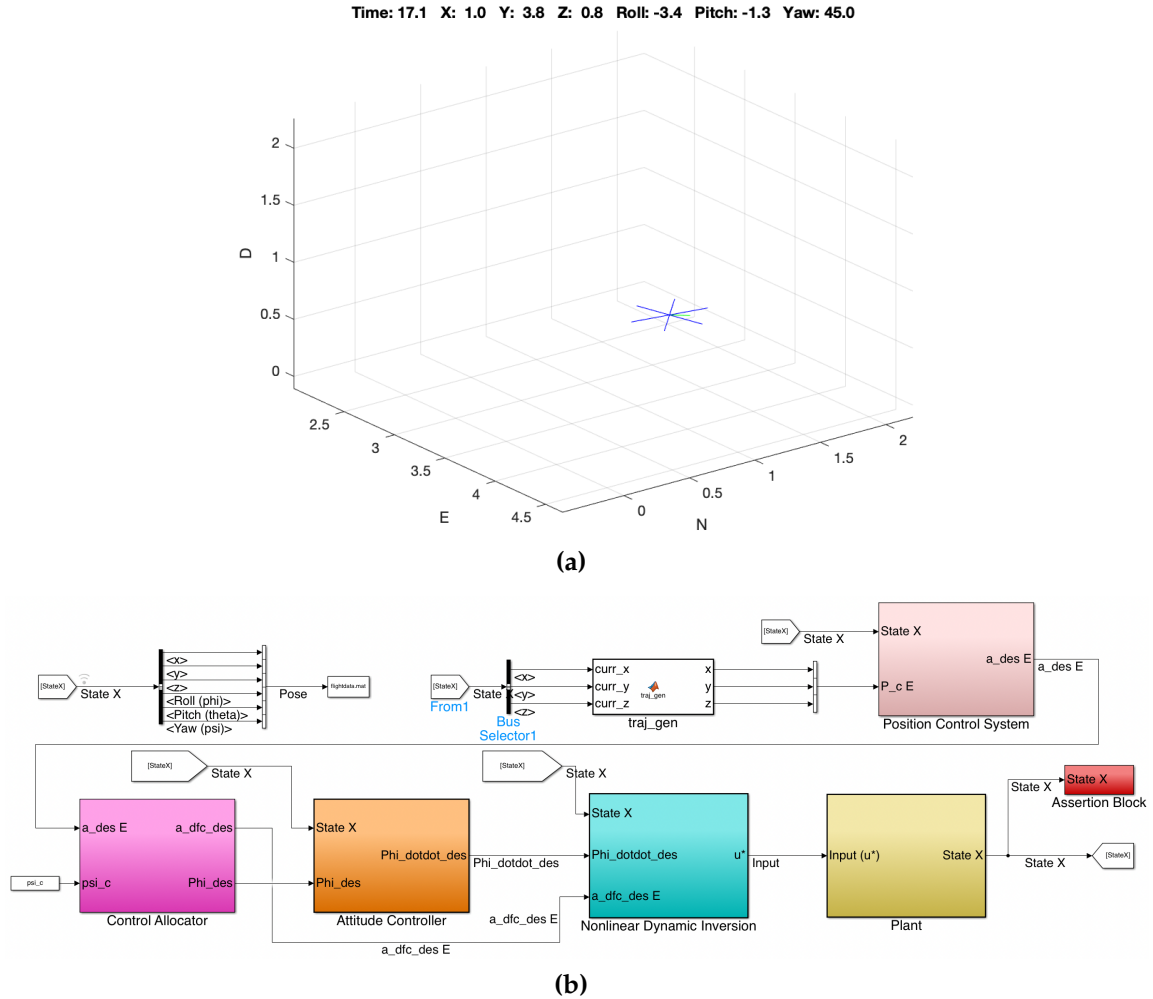 Time: 17.1 X: 1.0 Y: 3.8 Z: 0.8 Roll: -3.4 Pitch: -1.3 Yaw: 45.0
2
1.5
1
0.5
0
D
2.5
3
3.5
4
4.5
E
0
0.5
1
1.5
2
N
(a)
[StateX]
State X
<x>
<y>
<z>
<Roll (phi)>
<Pitch (theta)>
<Yaw (psi)>
Pose
flightdata.mat
[StateX]
From1
State X
<x>
<y>
<z>
Bus
Selector1
curr_x
curr_y
curr_z
traj_gen
x
y
z
traj_gen
[StateX]
State X
State X
P_c E
a_des E
a_des E
Position Control System
psi_c
a_des E
psi_c
a_dfc_des
Phi_des
Control Allocator
[StateX]
State X
State X
Phi_des
Phi_dotdot_des
Attitude Controller
Phi_dotdot_des
a_dfc_des E
a_dfc_des E
[StateX]
State X
State X
Phi_dotdot_des
a_dfc_des E
u*
Nonlinear Dynamic Inversion
Input
Input (u*)
State X
Plant
State X
State X
Assertion Block
State X
[StateX]
(b)